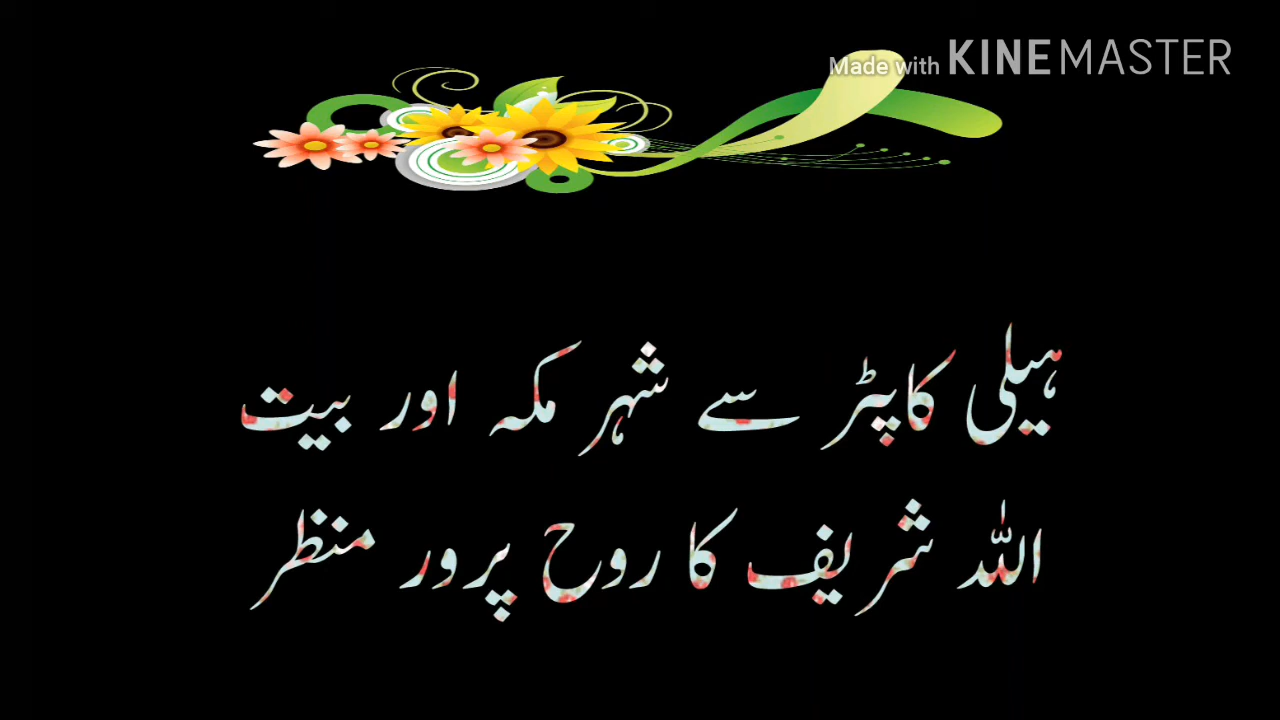 Made with KINEMASTER
ہیلی کاپٹر سے شہر مکہ اور بیت
اللہ شریف کا روح پرور منظر